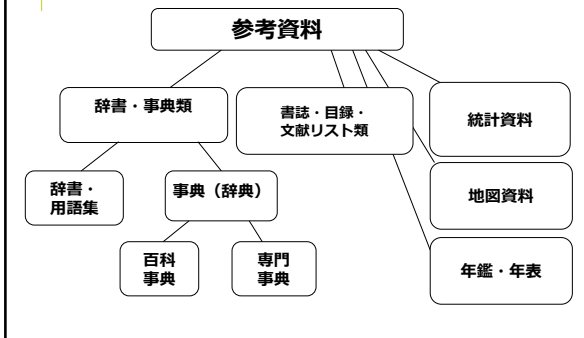 参考資料
辞書・事典類
書誌・目録・
文献リスト類
統計資料
辞書・
用語集
事典（辞典）
地図資料
百科
事典
専門
事典
年鑑・年表